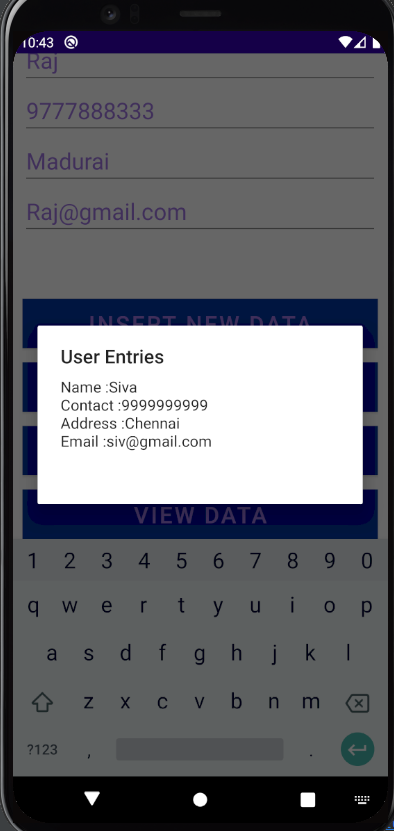 10:43
Raj
9777888333
Madurai
Raj@gmail.com
INSERT NEW DATA
User Entries
Name :Siva
Contact :9999999999
Address :Chennai
Email :siv@gmail.com
VIEW DATA
1 2 3 4 5 6 7 8 9 0
q w e r t y u i o p
a s d f g h j k l
z x c v b n m
?123 , .